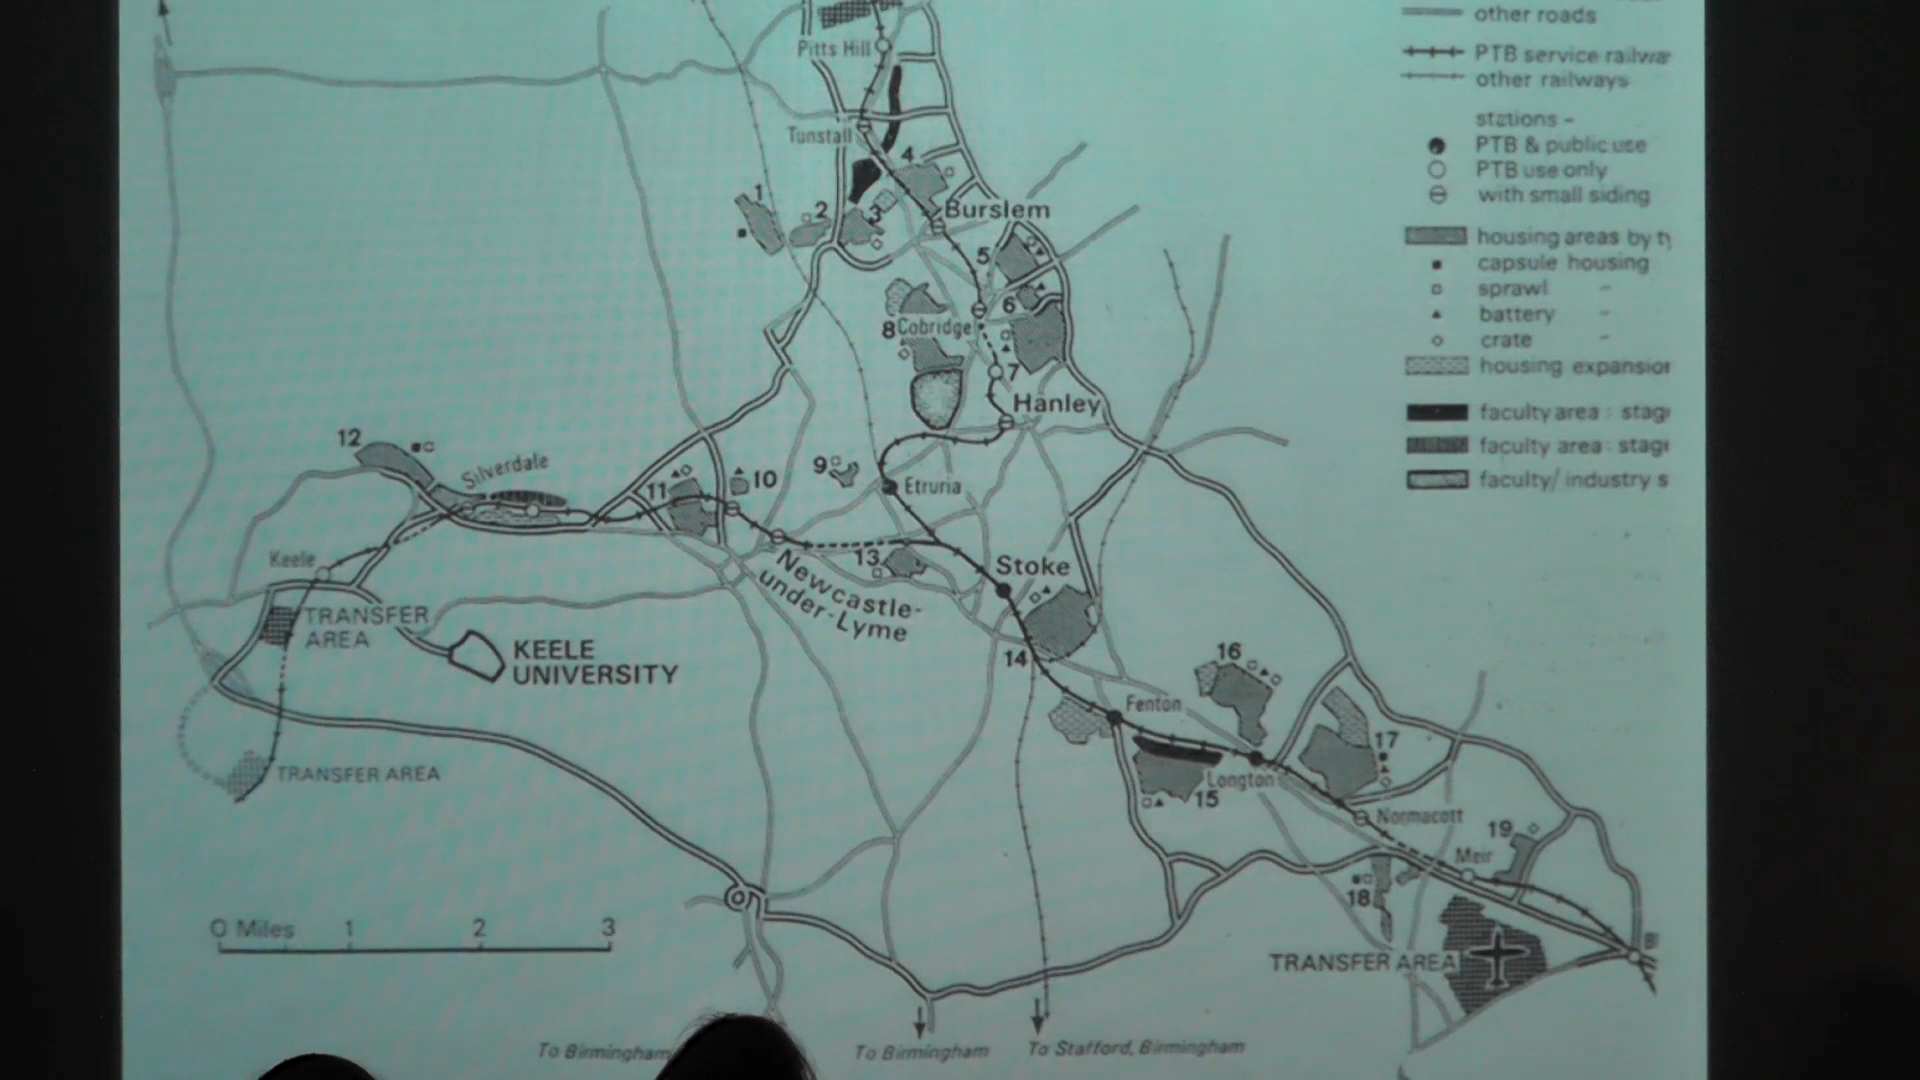 other roads
PTB service railwa
other railways
stations -
PTB & public use
PTB use only
with small siding
housing areas by ty
capsule housing
sprawl "
battery "
crate "
housing expansion
faculty area : stag
faculty area : stag
faculty/industry s
Pitts Hill
Tunstall
4
1
2
3
Burslem
5
6
8 Cobridge
7
Hanley
12
Silverdale
11
10
9
Etruria
Keele
13
Newcastle-
under-Lyme
Stoke
TRANSFER
AREA
KEELE
UNIVERSITY
14
16
Fenton
17
TRANSFER AREA
Longton
15
Normacott
19
Meir
18
TRANSFER AREA
B
0 Miles 1 2 3
To Birmingham
To Birmingham
To Stafford, Birmingham